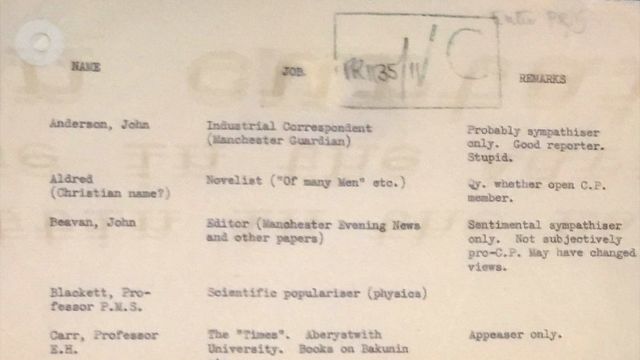 NAME
JOB.
REMARKS
Anderson, John
Industrial Correspondent
(Manchester Guardian)
Probably sympathiser
only. Good reporter.
Stupid.
Aldred
(Christian name?)
Novelist ("Of many Men" etc.)
Qy. whether open C.P.
member.
Beavan, John
Editor (Manchester Evening News
and other papers)
Sentimental sympathiser
only. Not subjectively
pro-C.P. May have changed
views.
Blackett, Pro-
fessor P.M.S.
Scientific populariser (physics)
Carr, Professor
E.H.
The "Times". Aberystwith
University. Books on Bakunin
Appeaser only.